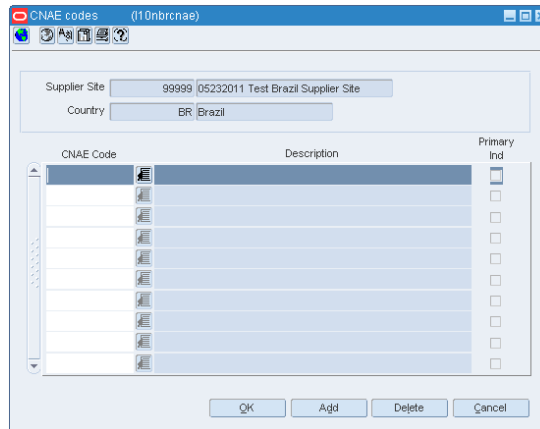 CNAE codes (l10nbrcnae)
Supplier Site 99999 05232011 Test Brazil Supplier Site
Country BR Brazil
Primary
CNAE Code Description Ind
OK Add Delete Cancel